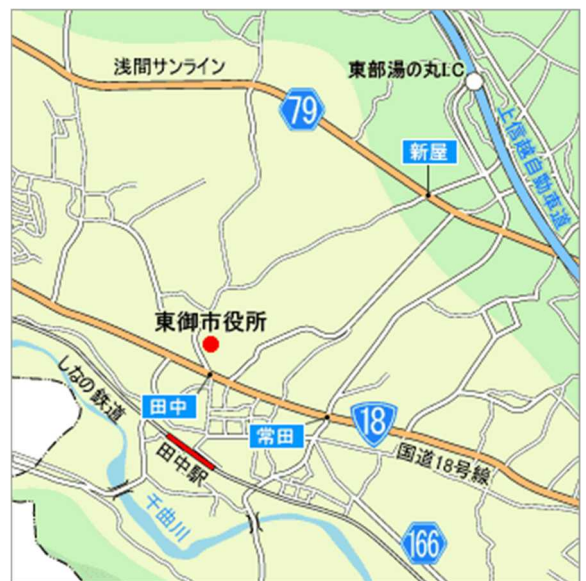 浅間サンライン
東部湯の丸I.C
79
上信越自動車道
新屋
東御市役所
しなの鉄道
田中
常田
18
国道18号線
田中駅
千曲川
166